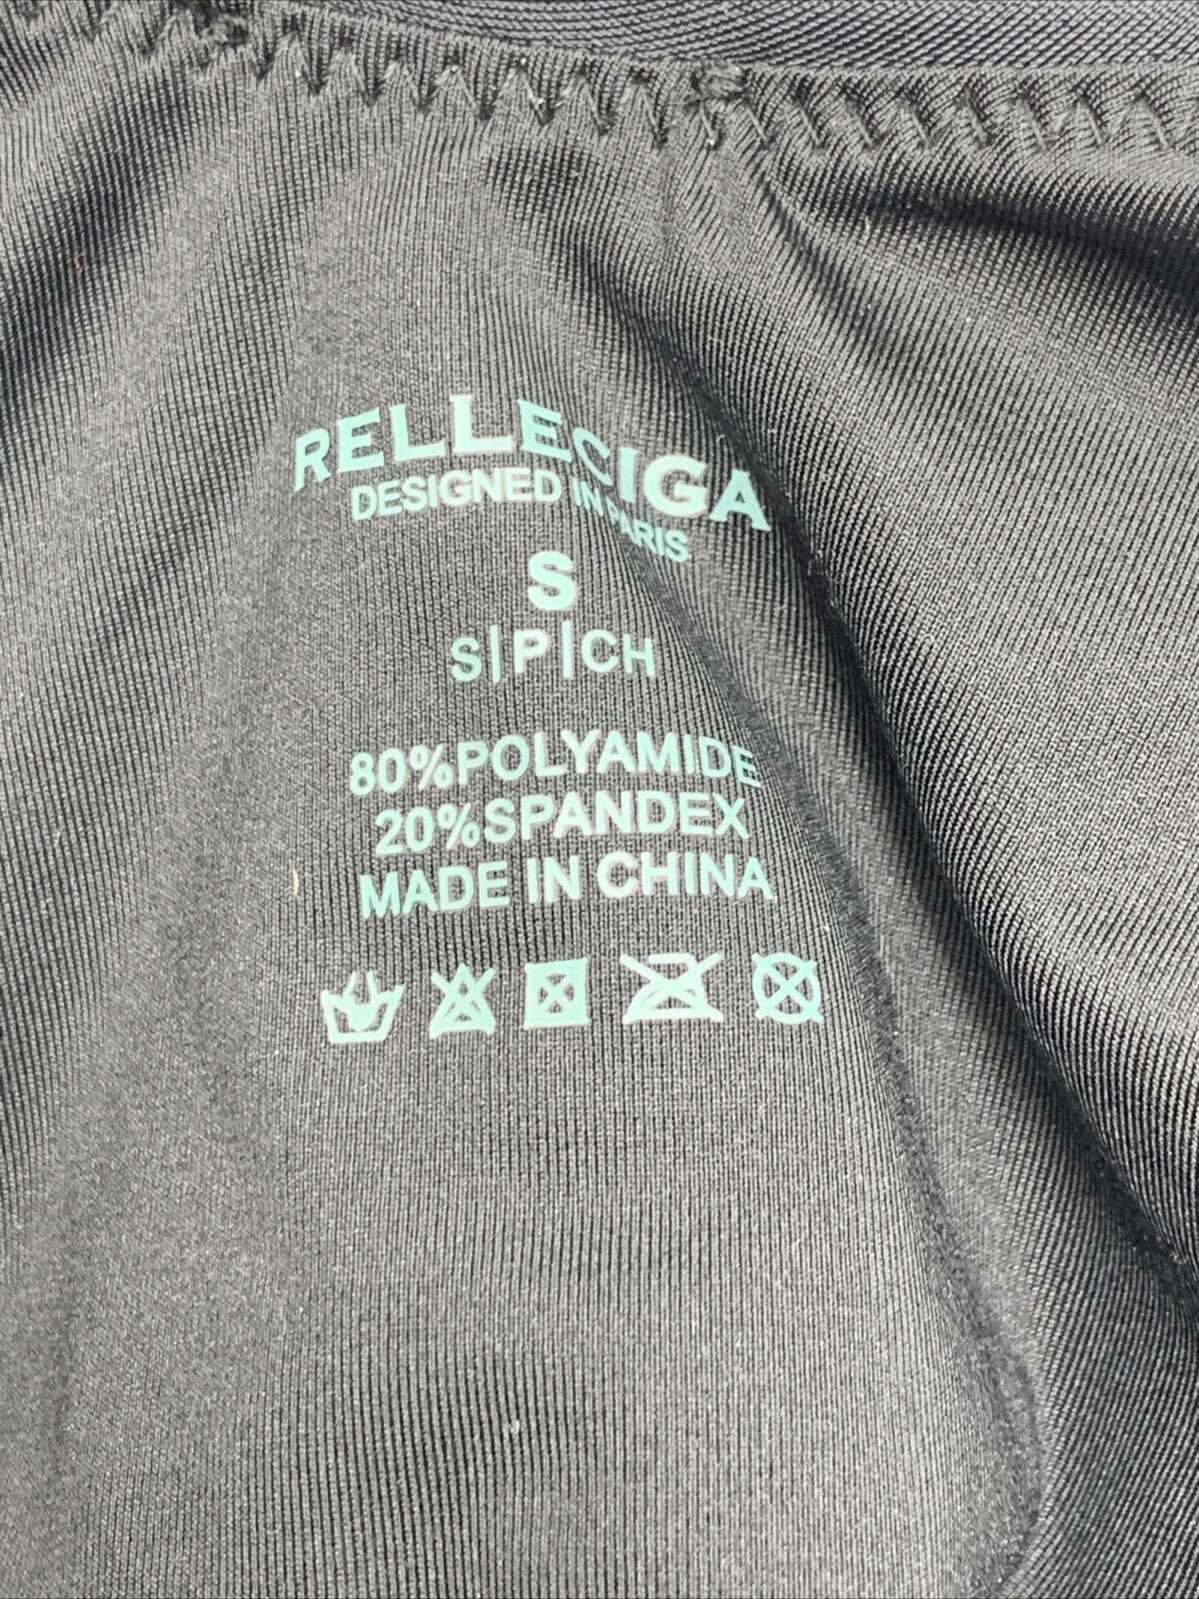 RELLECIGA
DESIGNED IN PARIS
S
S|P|CH
80%POLYAMIDE
20%SPANDEX
MADE IN CHINA